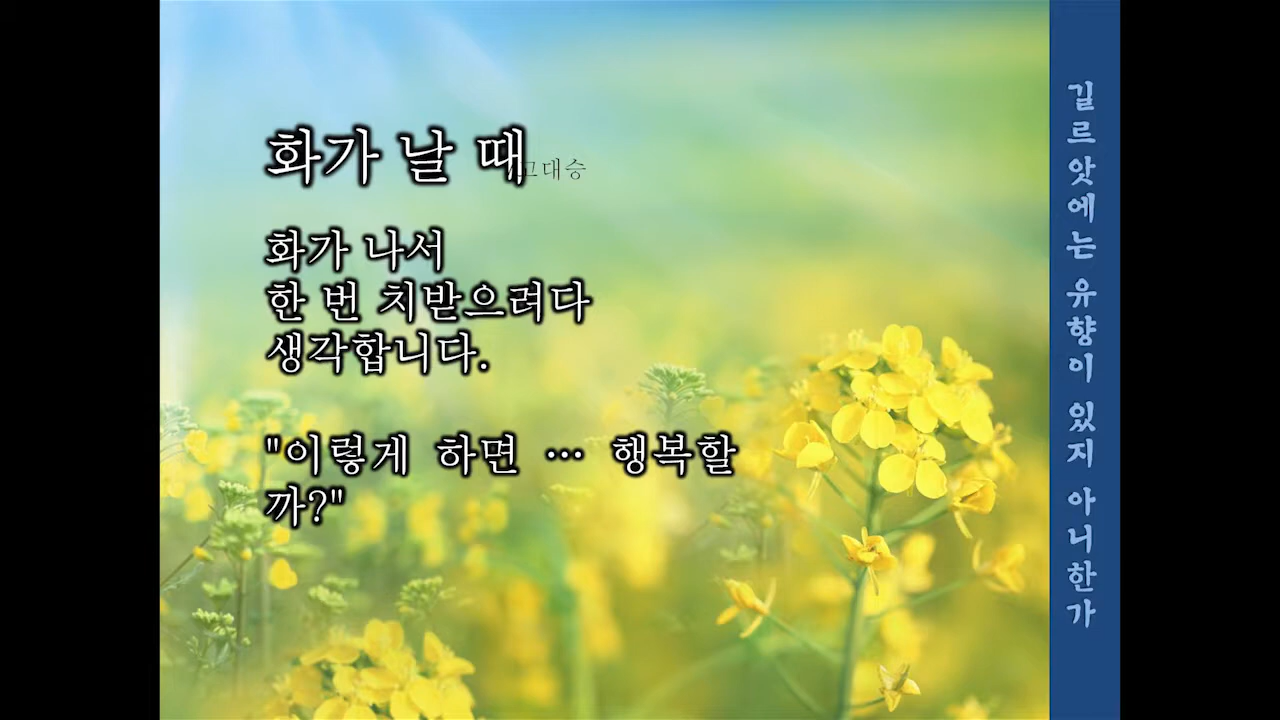 화가 날 때
/고대승
화가 나서
한 번 치받으려다
생각합니다.
"이렇게 하면 … 행복할
까?"
길르앗에는 유향이 있지 아니한가